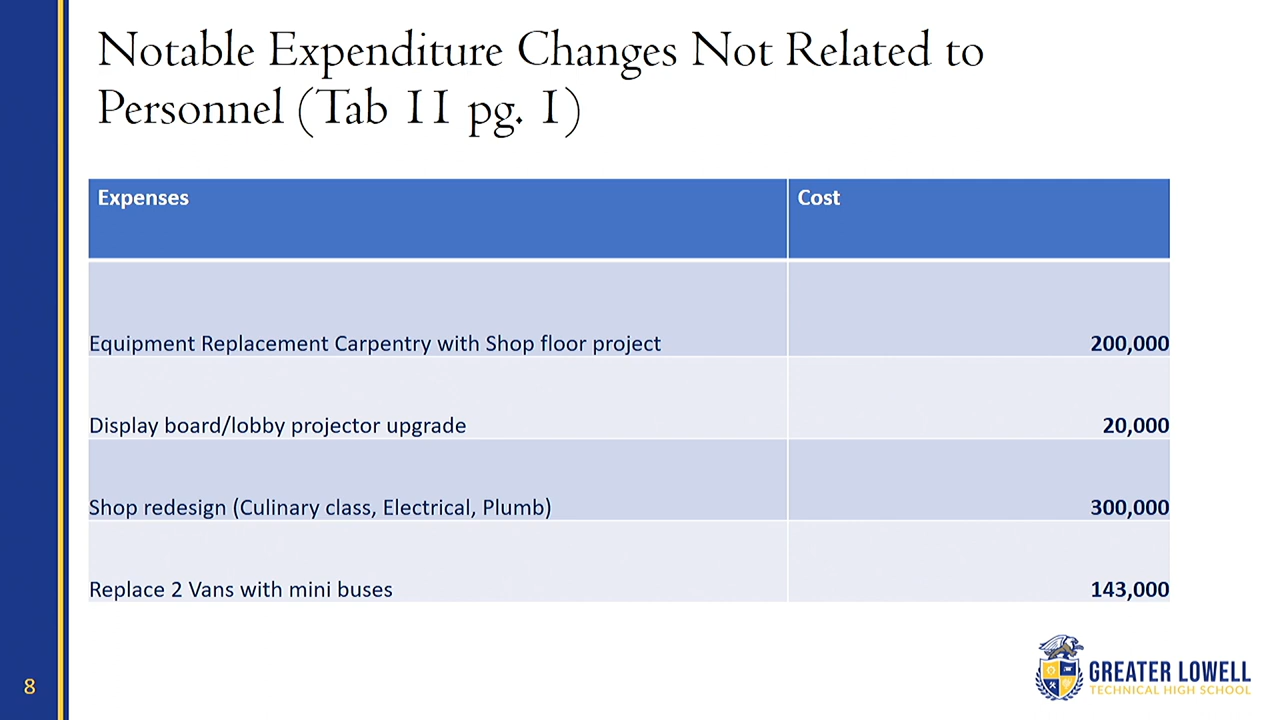 Notable Expenditure Changes Not Related to
Personnel (Tab 11 pg. 1)
Expenses Cost
Equipment Replacement Carpentry with Shop floor project 200,000
Display board/lobby projector upgrade 20,000
Shop redesign (Culinary class, Electrical, Plumb) 300,000
Replace 2 Vans with mini buses 143,000
8
GREATER LOWELL
TECHNICAL HIGH SCHOOL